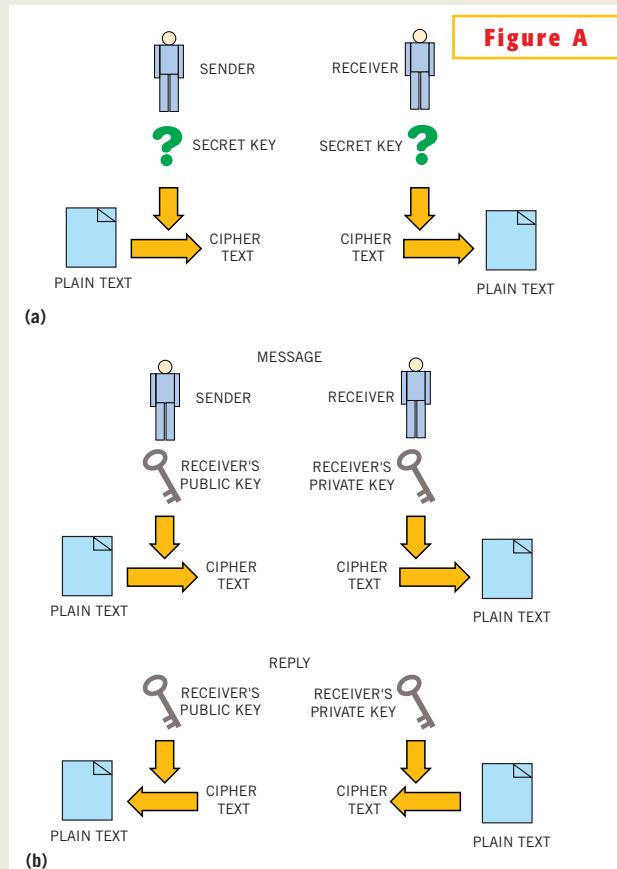 Figure A
SENDER
RECEIVER
SECRET KEY
SECRET KEY
PLAIN TEXT
CIPHER
TEXT
CIPHER
TEXT
PLAIN TEXT
(a)
MESSAGE
SENDER
RECEIVER
RECEIVER'S
PUBLIC KEY
RECEIVER'S
PRIVATE KEY
PLAIN TEXT
CIPHER
TEXT
CIPHER
TEXT
PLAIN TEXT
REPLY
RECEIVER'S
PUBLIC KEY
RECEIVER'S
PRIVATE KEY
PLAIN TEXT
CIPHER
TEXT
CIPHER
TEXT
PLAIN TEXT
(b)